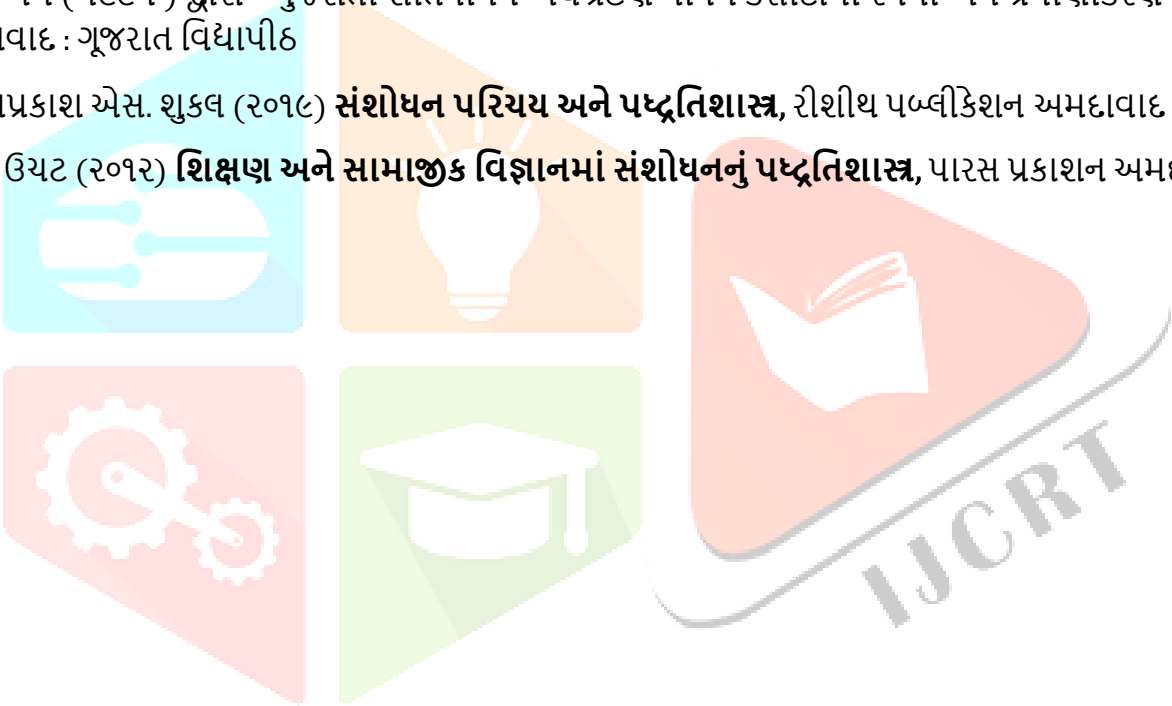 દ્વારા
વાદ : ગૂજરાત વિદ્યાપીઠ
પ્રકાશ એસ. શુકલ (૨૦૧૯) સંશોધન પરિચય અને પધ્દ્રતિશાસ્ત્ર, રીશીથ પબ્લીકેશન અમદાવાદ
ઉચટ (૨૦૧૨) શિક્ષણ અને સામાજીક વિજ્ઞાનમાં સંશોધનનું પધ્દ્રતિશાસ્ત્ર, પારસ પ્રકાશન
IJCRT